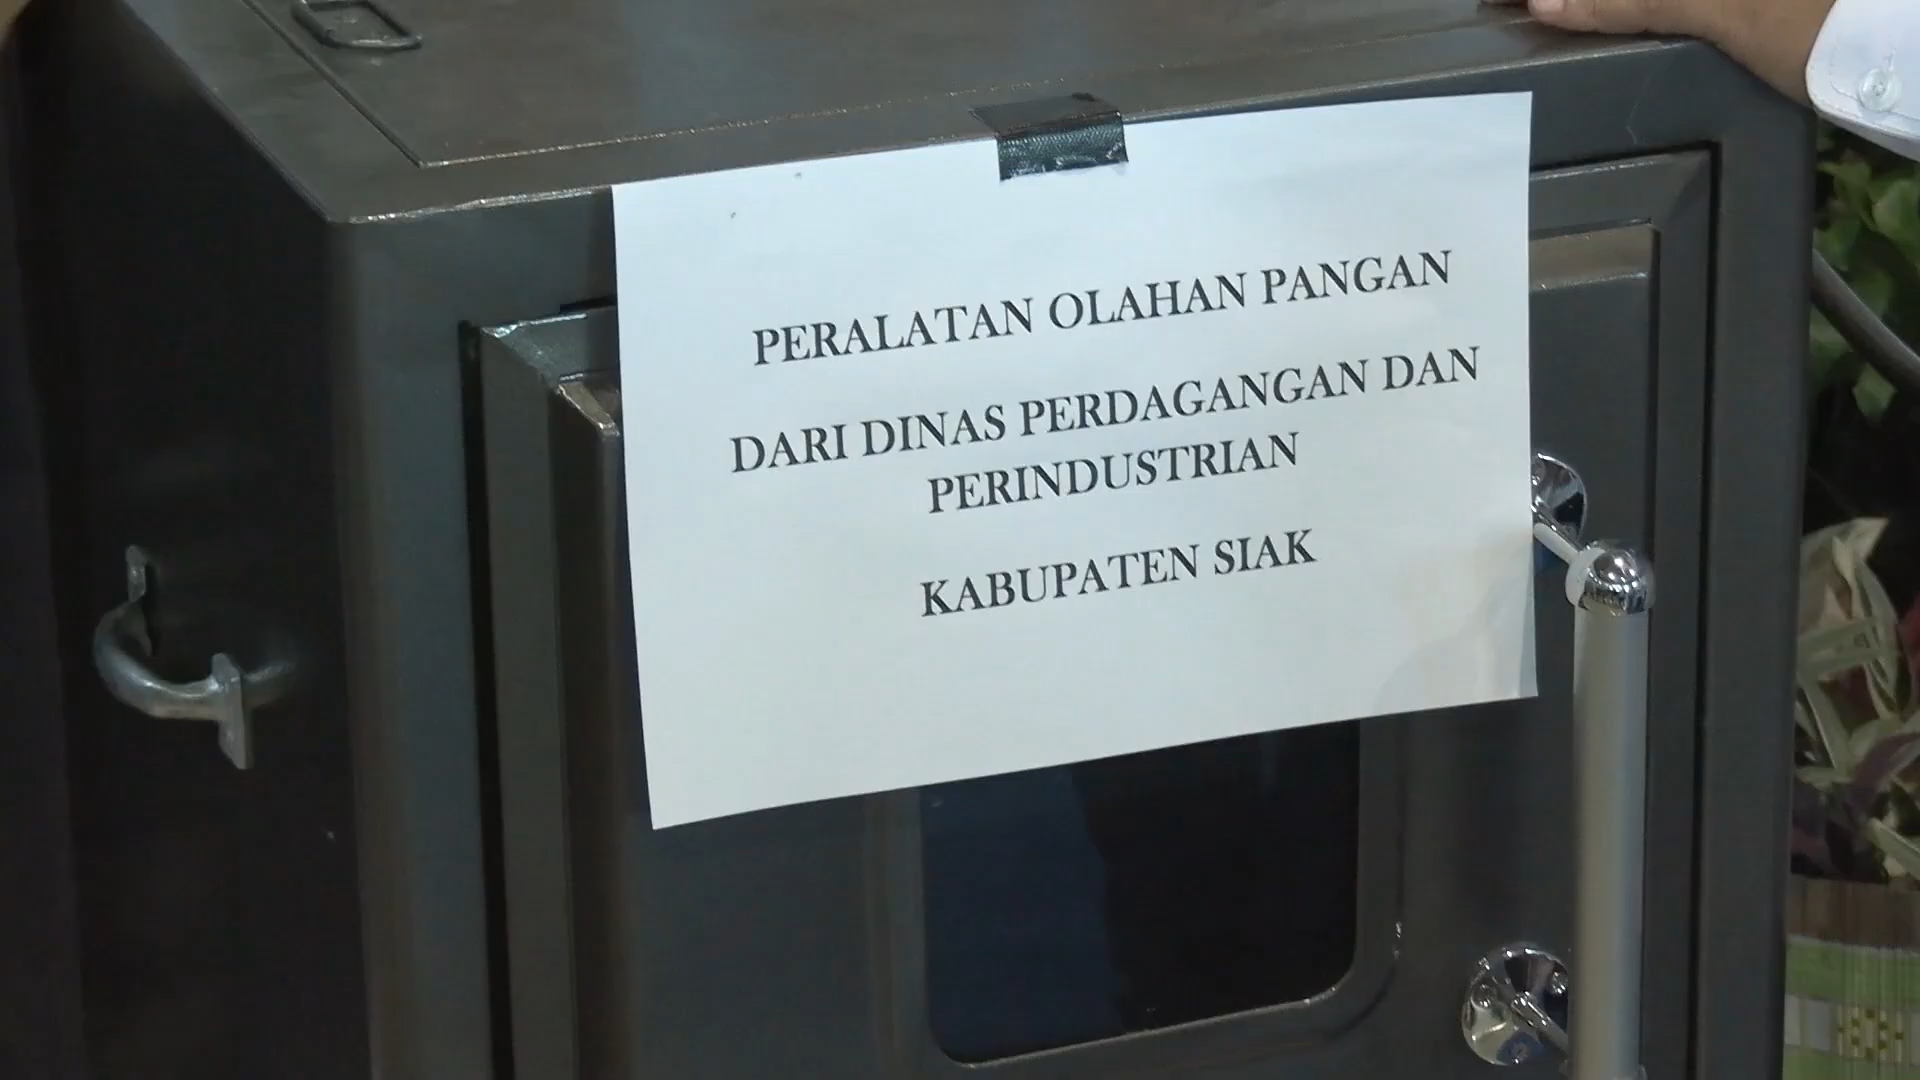 PERALATAN OLAHAN PANGAN
DARI DINAS PERDAGANGAN DAN
PERINDUSTRIAN
KABUPATEN SIAK